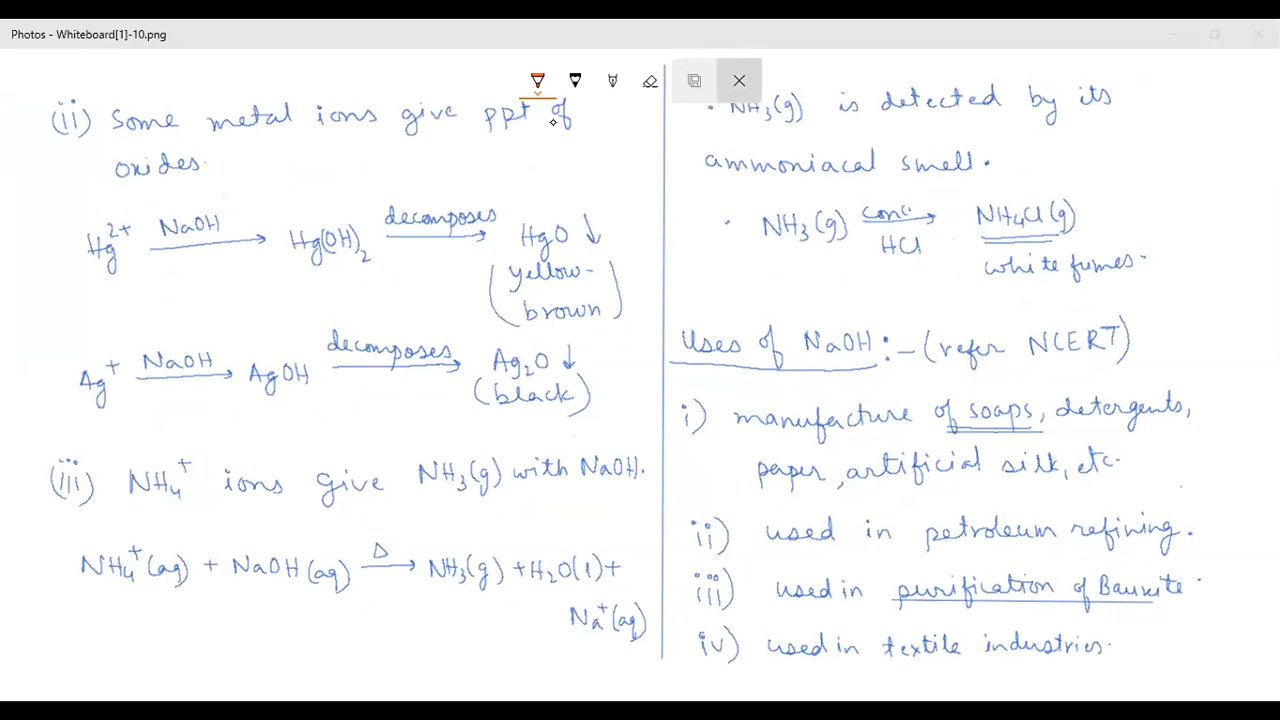 Photos - Whiteboard[1]-10.png
(ii) Some metal ions give ppt of
oxides.
Hg²⁺ NaOH → Hg(OH)₂ decomposes → HgO ↓
(yellow-
brown)
Ag⁺ NaOH → AgOH decomposes → Ag₂O ↓
(black)
(iii) NH₄⁺ ions give NH₃(g) with NaOH.
NH₄⁺(aq) + NaOH(aq) Δ → NH₃(g) + H₂O(l) +
Na⁺(aq)
· NH₃(g) is detected by its
ammoniacal smell.
· NH₃(g) conc. → HCl NH₄Cl(g)
white fumes.
Uses of NaOH :- (refer NCERT)
i) manufacture of soaps, detergents,
paper, artificial silk, etc.
ii) used in petroleum refining.
iii) used in purification of Bauxite.
iv) used in textile industries.